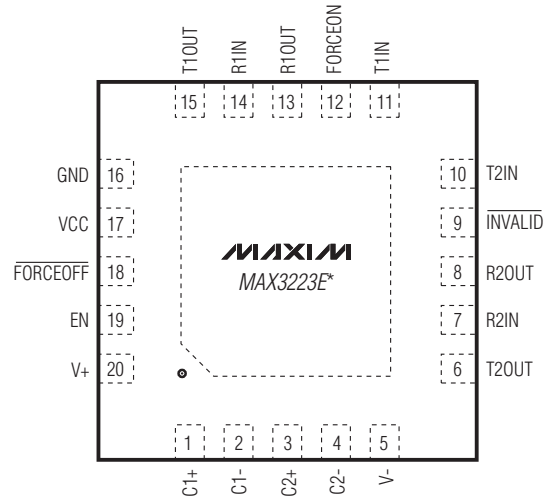 T1OUT
R1IN
R1OUT
FORCEON
T1IN
15
14
13
12
11
GND 16
VCC 17
FORCEOFF 18
EN 19
V+ 20
MAXIM
MAX3223E*
10 T2IN
9 INVALID
8 R2OUT
7 R2IN
6 T2OUT
1
2
3
4
5
C1+
C1-
C2+
C2-
V-